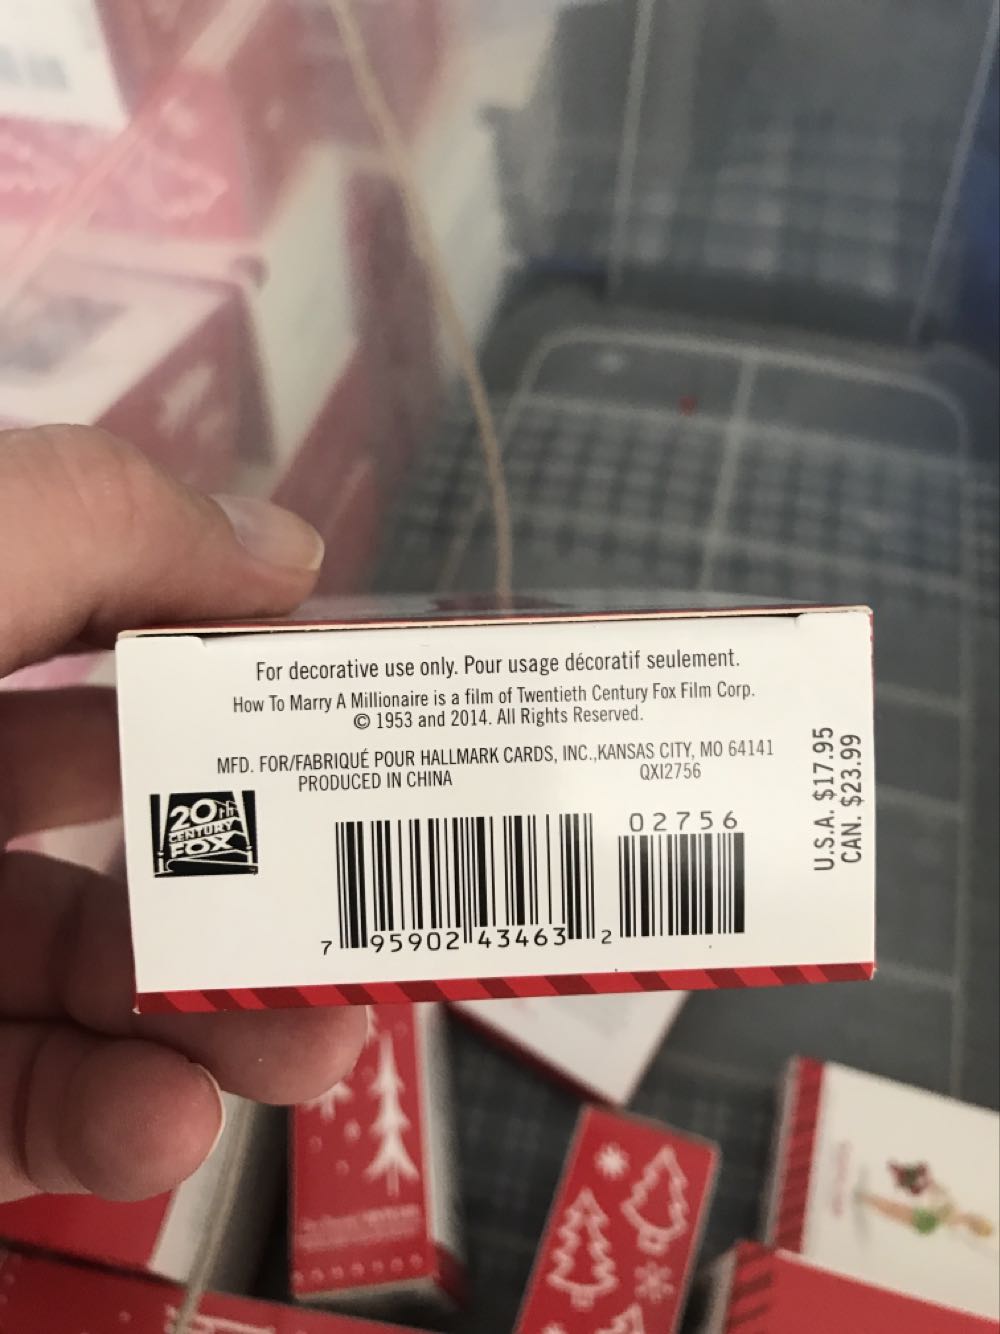 For decorative use only. Pour usage décoratif seulement.
How To Marry A Millionaire is a film of Twentieth Century Fox Film Corp.
© 1953 and 2014. All Rights Reserved.
MFD. FOR/FABRIQUÉ POUR HALLMARK CARDS, INC.,KANSAS CITY, MO 64141
PRODUCED IN CHINA
QXI2756
U.S.A. $17.95
CAN. $23.99
20th
CENTURY
FOX
02756
7 95902 43463 2